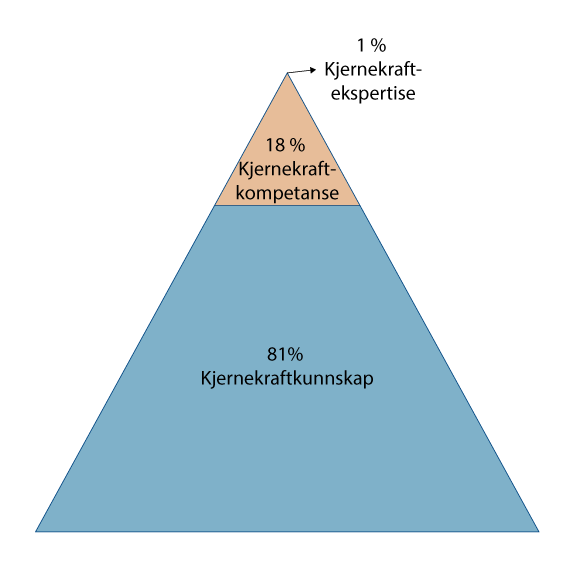 1 %
Kjernekraft-
ekspertise
18 %
Kjernekraft-
kompetanse
81%
Kjernekraftkunnskap